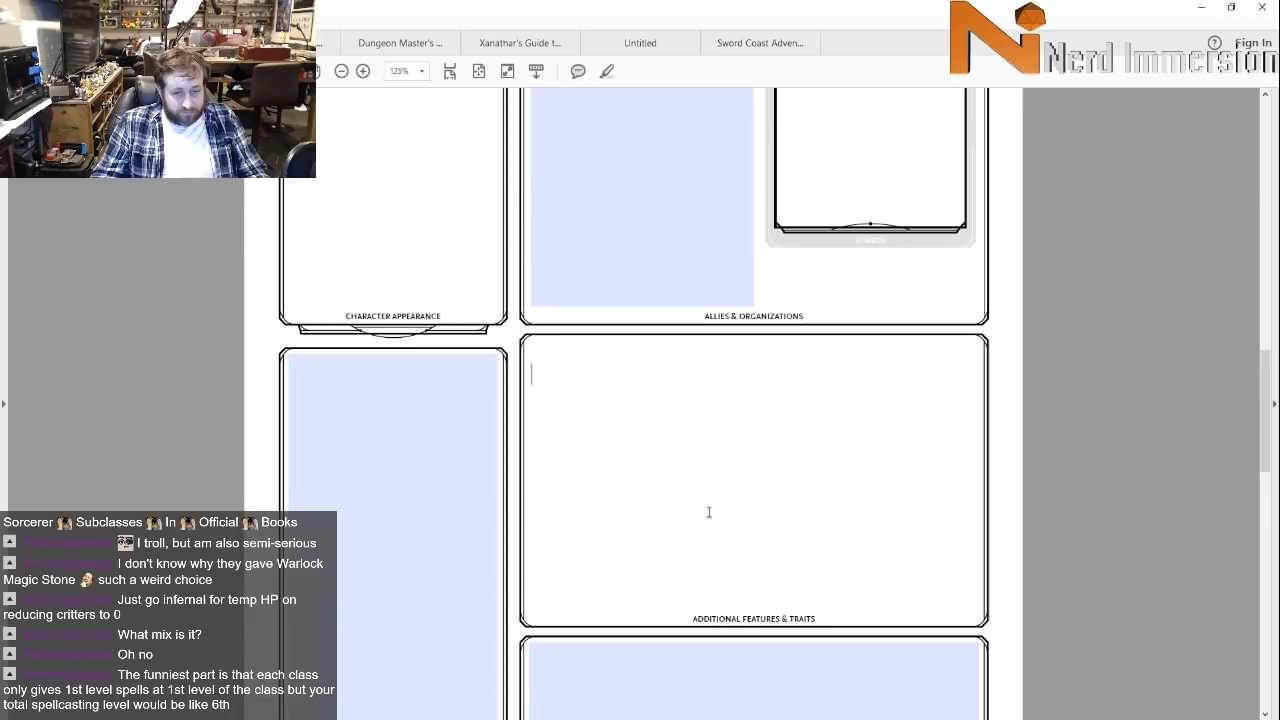 Dungeon Master's ...
Xanathar's Guide t...
Untitled
Sword Coast Adven...
Sign In
Nerd Immersion
125%
SYMBOL
CHARACTER APPEARANCE
ALLIES & ORGANIZATIONS
ADDITIONAL FEATURES & TRAITS
Sorcerer Subclasses In Official Books
I troll, but am also semi-serious
I don't know why they gave Warlock
Magic Stone such a weird choice
Just go infernal for temp HP on
reducing critters to 0
What mix is it?
Oh no
The funniest part is that each class
only gives 1st level spells at 1st level of the class but your
total spellcasting level would be like 6th